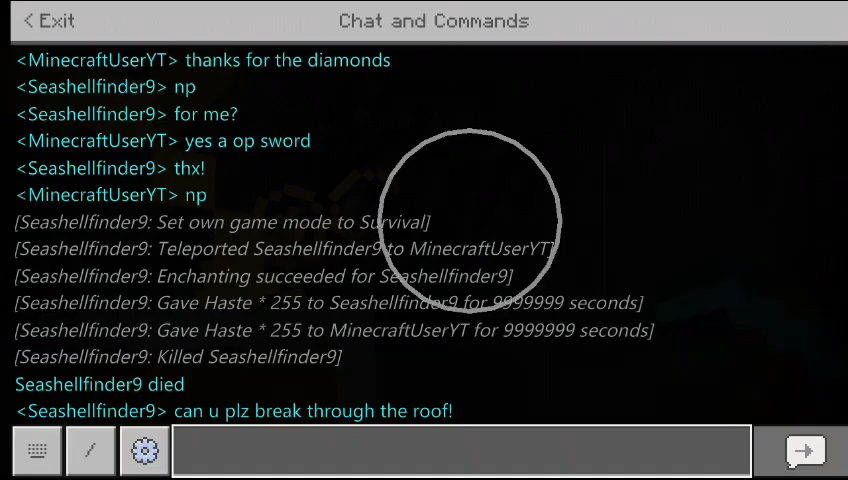 Exit
Chat and Commands
<MinecraftUserYT> thanks for the diamonds
<Seashellfinder9> np
<Seashellfinder9> for me?
<MinecraftUserYT> yes a op sword
<Seashellfinder9> thx!
<MinecraftUserYT> np
[Seashellfinder9: Set own game mode to Survival]
[Seashellfinder9: Teleported Seashellfinder9 to MinecraftUserYT]
[Seashellfinder9: Enchanting succeeded for Seashellfinder9]
[Seashellfinder9: Gave Haste * 255 to Seashellfinder9 for 9999999 seconds]
[Seashellfinder9: Gave Haste * 255 to MinecraftUserYT for 9999999 seconds]
[Seashellfinder9: Killed Seashellfinder9]
Seashellfinder9 died
<Seashellfinder9> can u plz break through the roof!
/